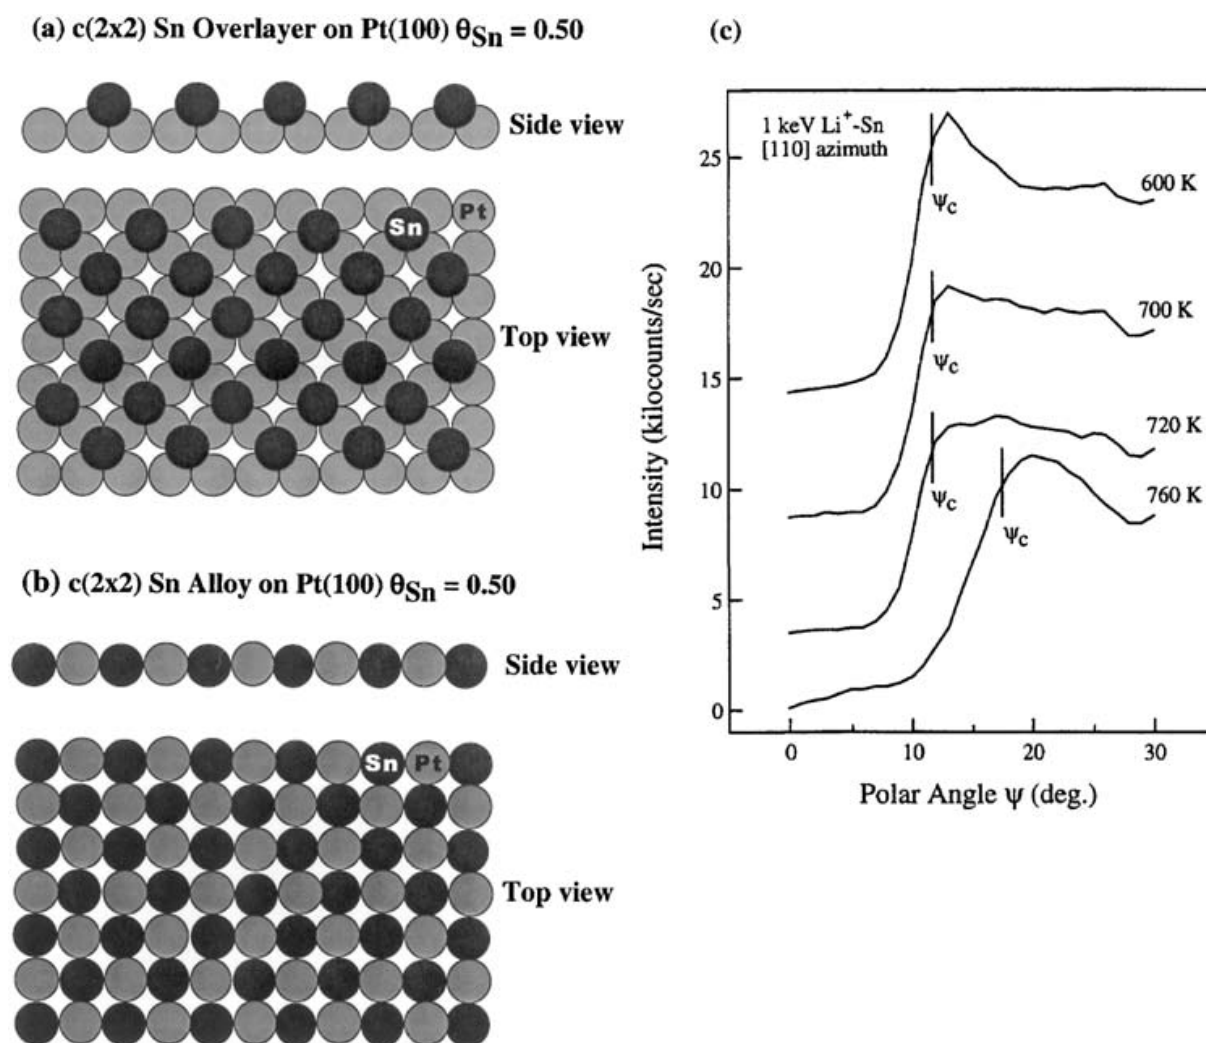 (a) c(2x2) Sn Overlayer on Pt(100) θSn = 0.50
Side view
Sn
Pt
Top view
(b) c(2x2) Sn Alloy on Pt(100) θSn = 0.50
Side view
Sn
Pt
Top view
(c)
1 keV Li⁺-Sn
[110] azimuth
600 K
700 K
720 K
760 K
Ψc
Ψc
Ψc
Ψc
Intensity (kilocounts/sec)
25
20
15
10
5
0
0
10
20
30
Polar Angle ψ (deg.)